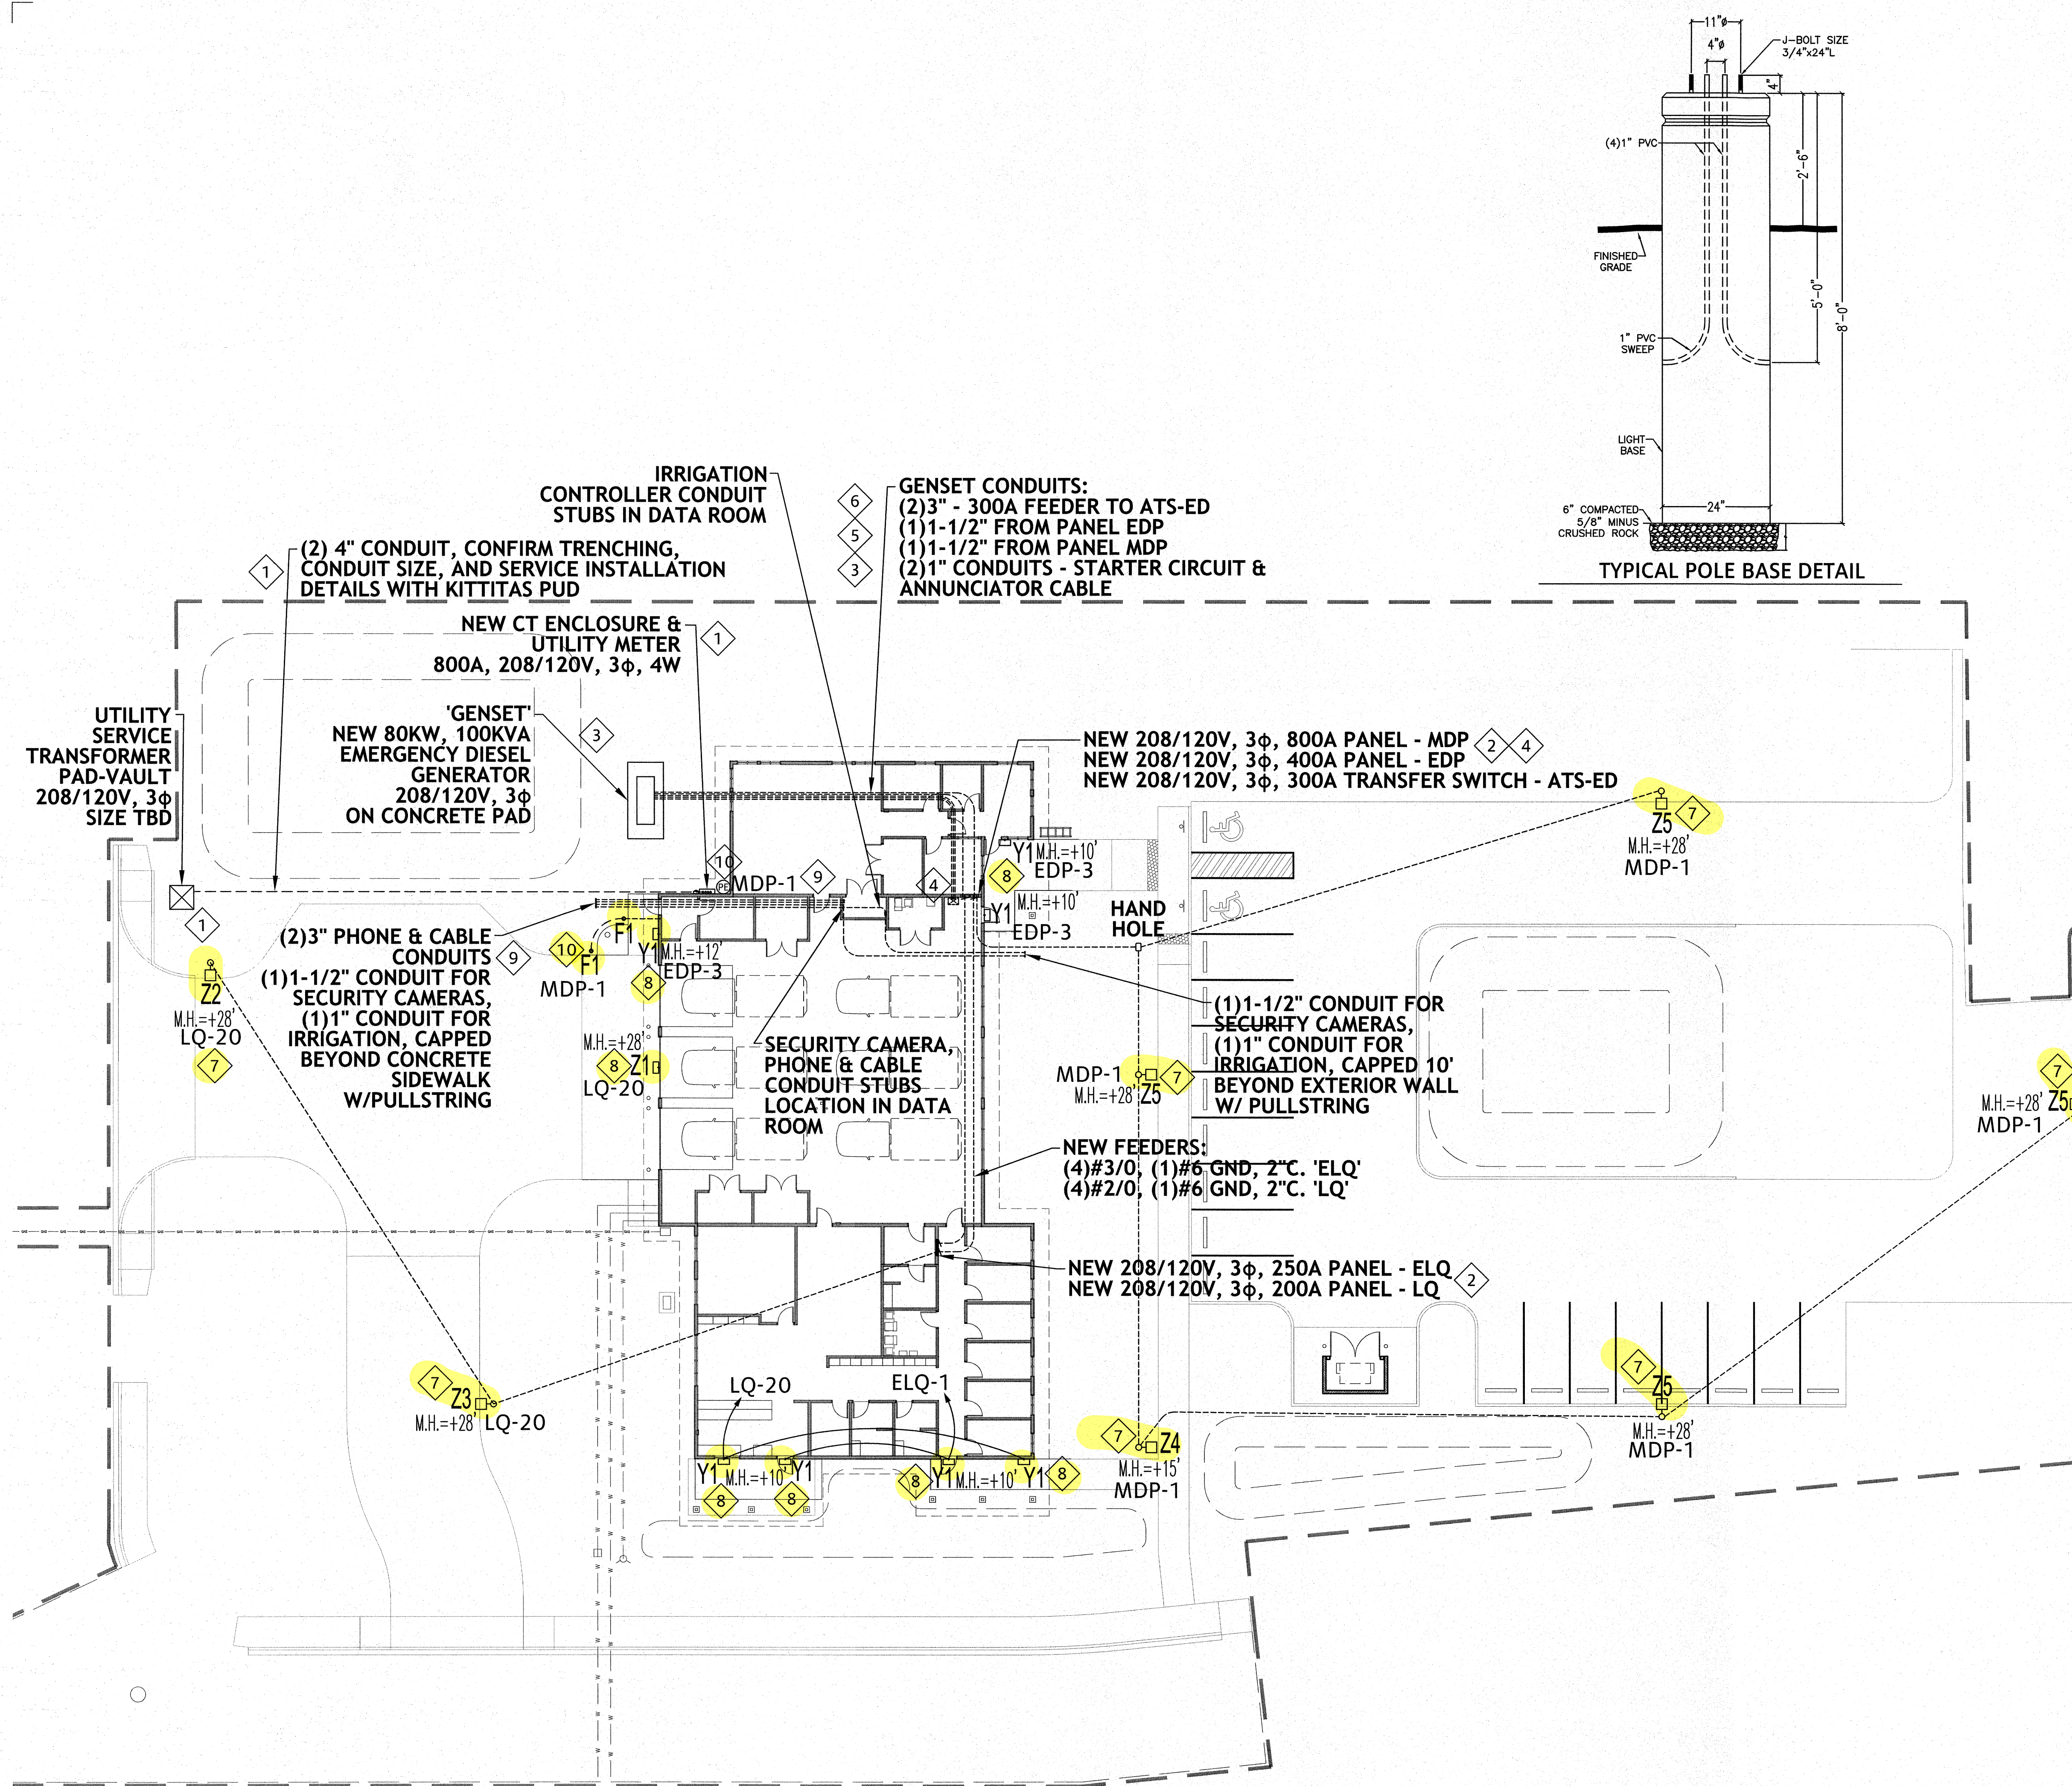 11"ø
4"ø
J-BOLT SIZE
3/4"x24"L
4"
(4)1" PVC
2'-6"
FINISHED
GRADE
5'-0"
8'-0"
1" PVC
SWEEP
LIGHT
BASE
24"
6" COMPACTED
5/8" MINUS
CRUSHED ROCK
TYPICAL POLE BASE DETAIL
IRRIGATION
CONTROLLER CONDUIT
STUBS IN DATA ROOM
6
5
3
GENSET CONDUITS:
(2)3" - 300A FEEDER TO ATS-ED
(1)1-1/2" FROM PANEL EDP
(1)1-1/2" FROM PANEL MDP
(2)1" CONDUITS - STARTER CIRCUIT &
ANNUNCIATOR CABLE
1
(2) 4" CONDUIT, CONFIRM TRENCHING,
CONDUIT SIZE, AND SERVICE INSTALLATION
DETAILS WITH KITTITAS PUD
NEW CT ENCLOSURE &
UTILITY METER
800A, 208/120V, 3ф, 4W
1
UTILITY
SERVICE
TRANSFORMER
PAD-VAULT
208/120V, 3ф
SIZE TBD
'GENSET'
NEW 80KW, 100KVA
EMERGENCY DIESEL
GENERATOR
208/120V, 3ф
ON CONCRETE PAD
3
NEW 208/120V, 3ф, 800A PANEL - MDP
NEW 208/120V, 3ф, 400A PANEL - EDP
NEW 208/120V, 3ф, 300A TRANSFER SWITCH - ATS-ED
2
4
Z5
7
M.H.=+28'
MDP-1
10
PE
MDP-1
9
4
Y1
M.H.=+10'
EDP-3
8
M.H.=+10'
Y1
EDP-3
HAND
HOLE
1
(2)3" PHONE & CABLE
CONDUITS
(1)1-1/2" CONDUIT FOR
SECURITY CAMERAS,
(1)1" CONDUIT FOR
IRRIGATION, CAPPED
BEYOND CONCRETE
SIDEWALK
W/PULLSTRING
9
F1
10
F1
MDP-1
Y1
M.H.=+12'
EDP-3
8
Z2
M.H.=+28'
LQ-20
7
M.H.=+28'
8
Z1
LQ-20
SECURITY CAMERA,
PHONE & CABLE
CONDUIT STUBS
LOCATION IN DATA
ROOM
(1)1-1/2" CONDUIT FOR
SECURITY CAMERAS,
(1)1" CONDUIT FOR
IRRIGATION, CAPPED 10'
BEYOND EXTERIOR WALL
W/ PULLSTRING
MDP-1
7
M.H.=+28'
Z5
7
M.H.=+28'
Z5
MDP-1
NEW FEEDERS:
(4)#3/0, (1)#6 GND, 2"C. 'ELQ'
(4)#2/0, (1)#6 GND, 2"C. 'LQ'
NEW 208/120V, 3ф, 250A PANEL - ELQ
NEW 208/120V, 3ф, 200A PANEL - LQ
2
7
Z3
M.H.=+28'
LQ-20
LQ-20
ELQ-1
7
Z5
M.H.=+28'
MDP-1
7
Z4
M.H.=+15'
MDP-1
Y1
M.H.=+10'
Y1
8
8
8
Y1
M.H.=+10'
Y1
8